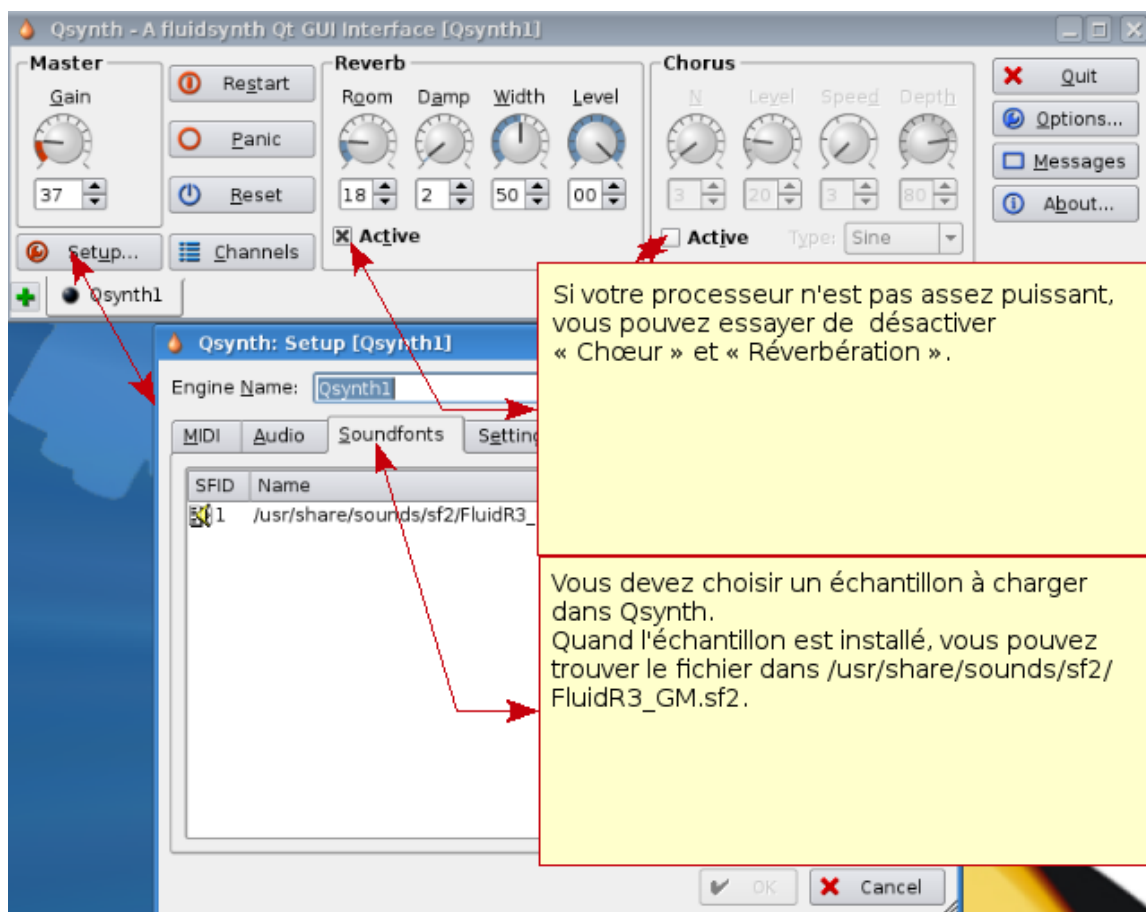 Qsynth - A fluidsynth Qt GUI Interface [Qsynth1]
Master
Gain
37
Setup...
Restart
Panic
Reset
Channels
Reverb
Room Damp Width Level
18 2 50 00
Active
Chorus
N Level Speed Depth
3 20 3 80
Active Type: Sine
Quit
Options...
Messages
About...
Qsynth1
Si votre processeur n'est pas assez puissant,
vous pouvez essayer de désactiver
« Chœur » et « Réverbération ».
Qsynth: Setup [Qsynth1]
Engine Name: Qsynth1
MIDI Audio Soundfonts Setting
SFID Name
1 /usr/share/sounds/sf2/FluidR3_
Vous devez choisir un échantillon à charger
dans Qsynth.
Quand l'échantillon est installé, vous pouvez
trouver le fichier dans /usr/share/sounds/sf2/
FluidR3_GM.sf2.
OK Cancel